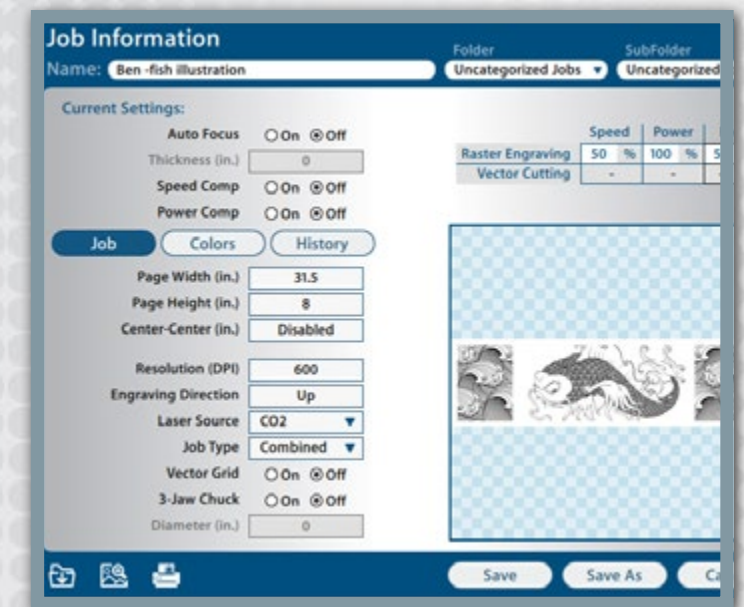 Job Information
Folder SubFolder
Name: Ben -fish illustration Uncategorized Jobs Uncategorized
Current Settings:
Auto Focus On Off
Speed Power
Thickness (in.) 0
Raster Engraving 50 % 100 % 5
Vector Cutting - -
Speed Comp On Off
Power Comp On Off
Job Colors History
Page Width (in.) 31.5
Page Height (in.) 8
Center-Center (in.) Disabled
Resolution (DPI) 600
Engraving Direction Up
Laser Source CO2
Job Type Combined
Vector Grid On Off
3-Jaw Chuck On Off
Diameter (in.) 0
Save Save As Ca